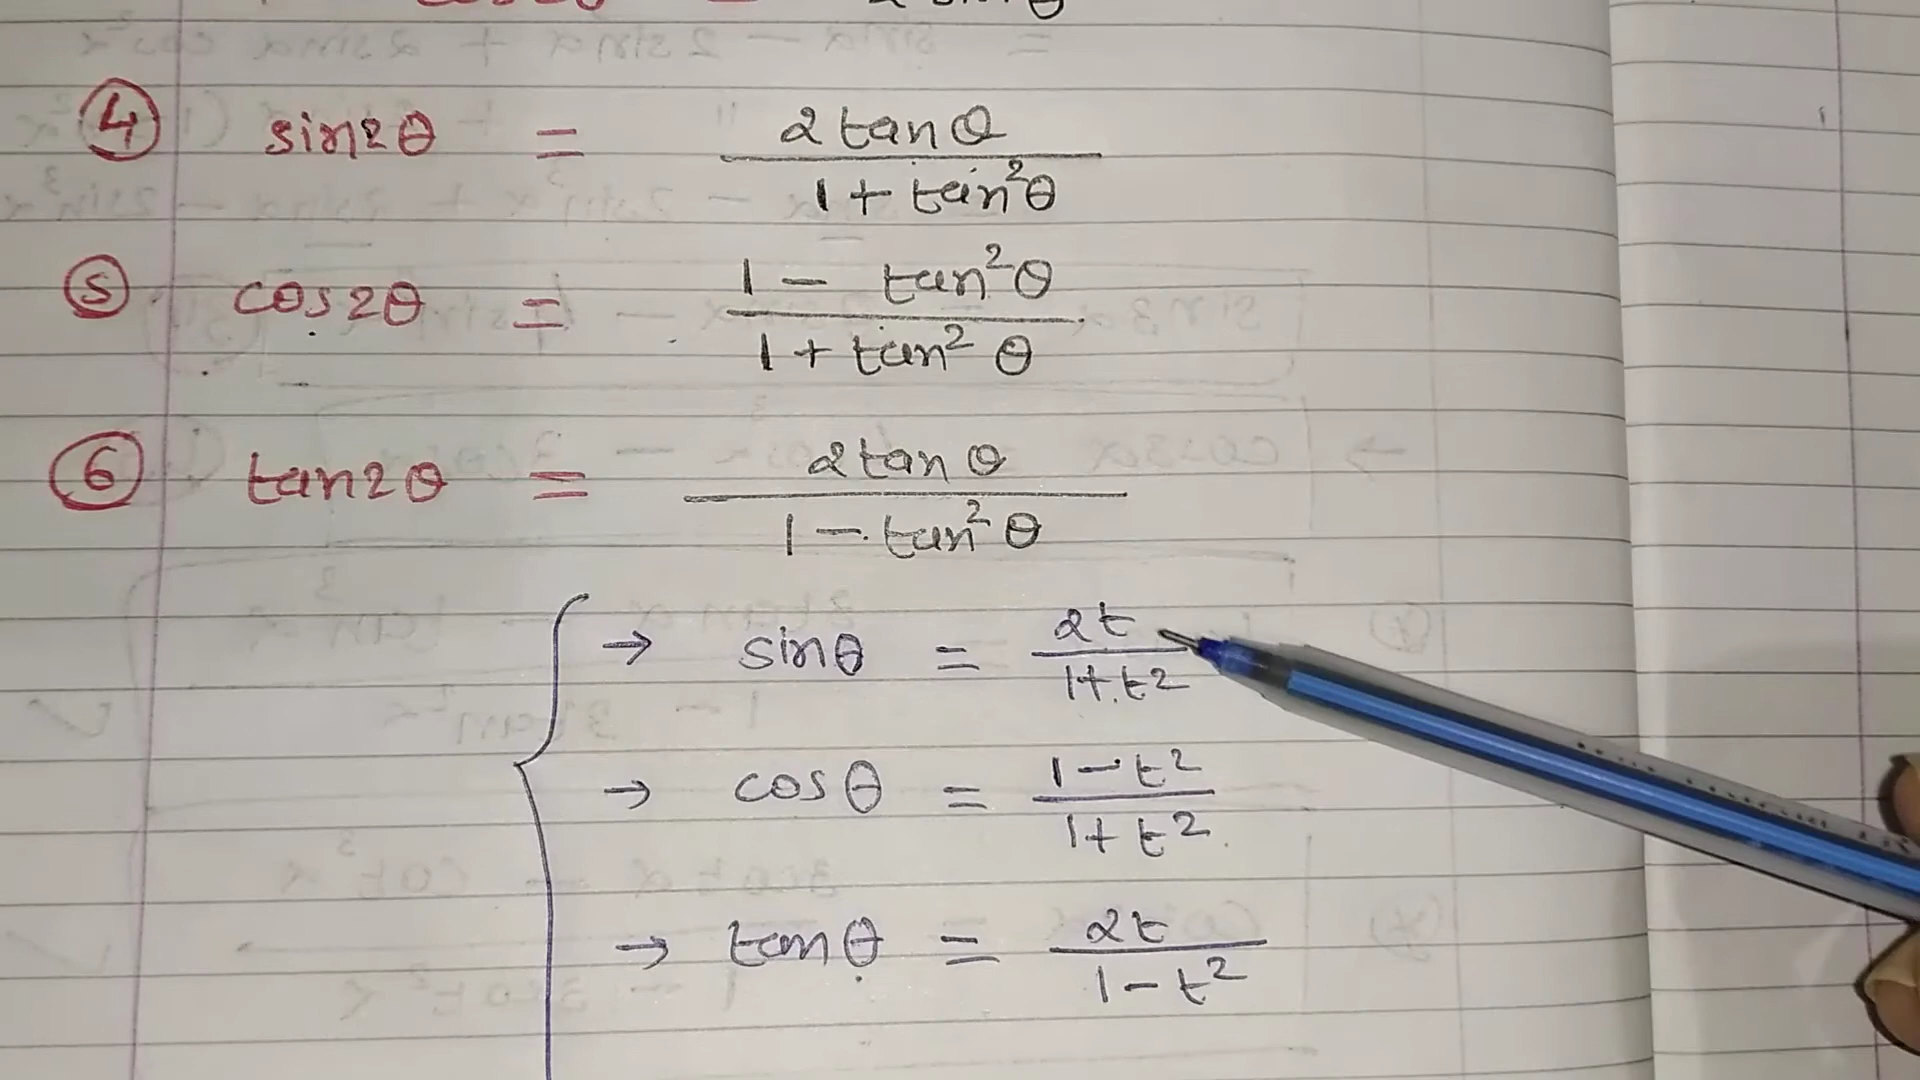 ④ sin2θ = 2tanθ / 1 + tan²θ
⑤ cos2θ = 1 - tan²θ / 1 + tan²θ
⑥ tan2θ = 2tanθ / 1 - tan²θ
→ sinθ = 2t / 1+t²
→ cosθ = 1-t² / 1+t²
→ tanθ = 2t / 1-t²